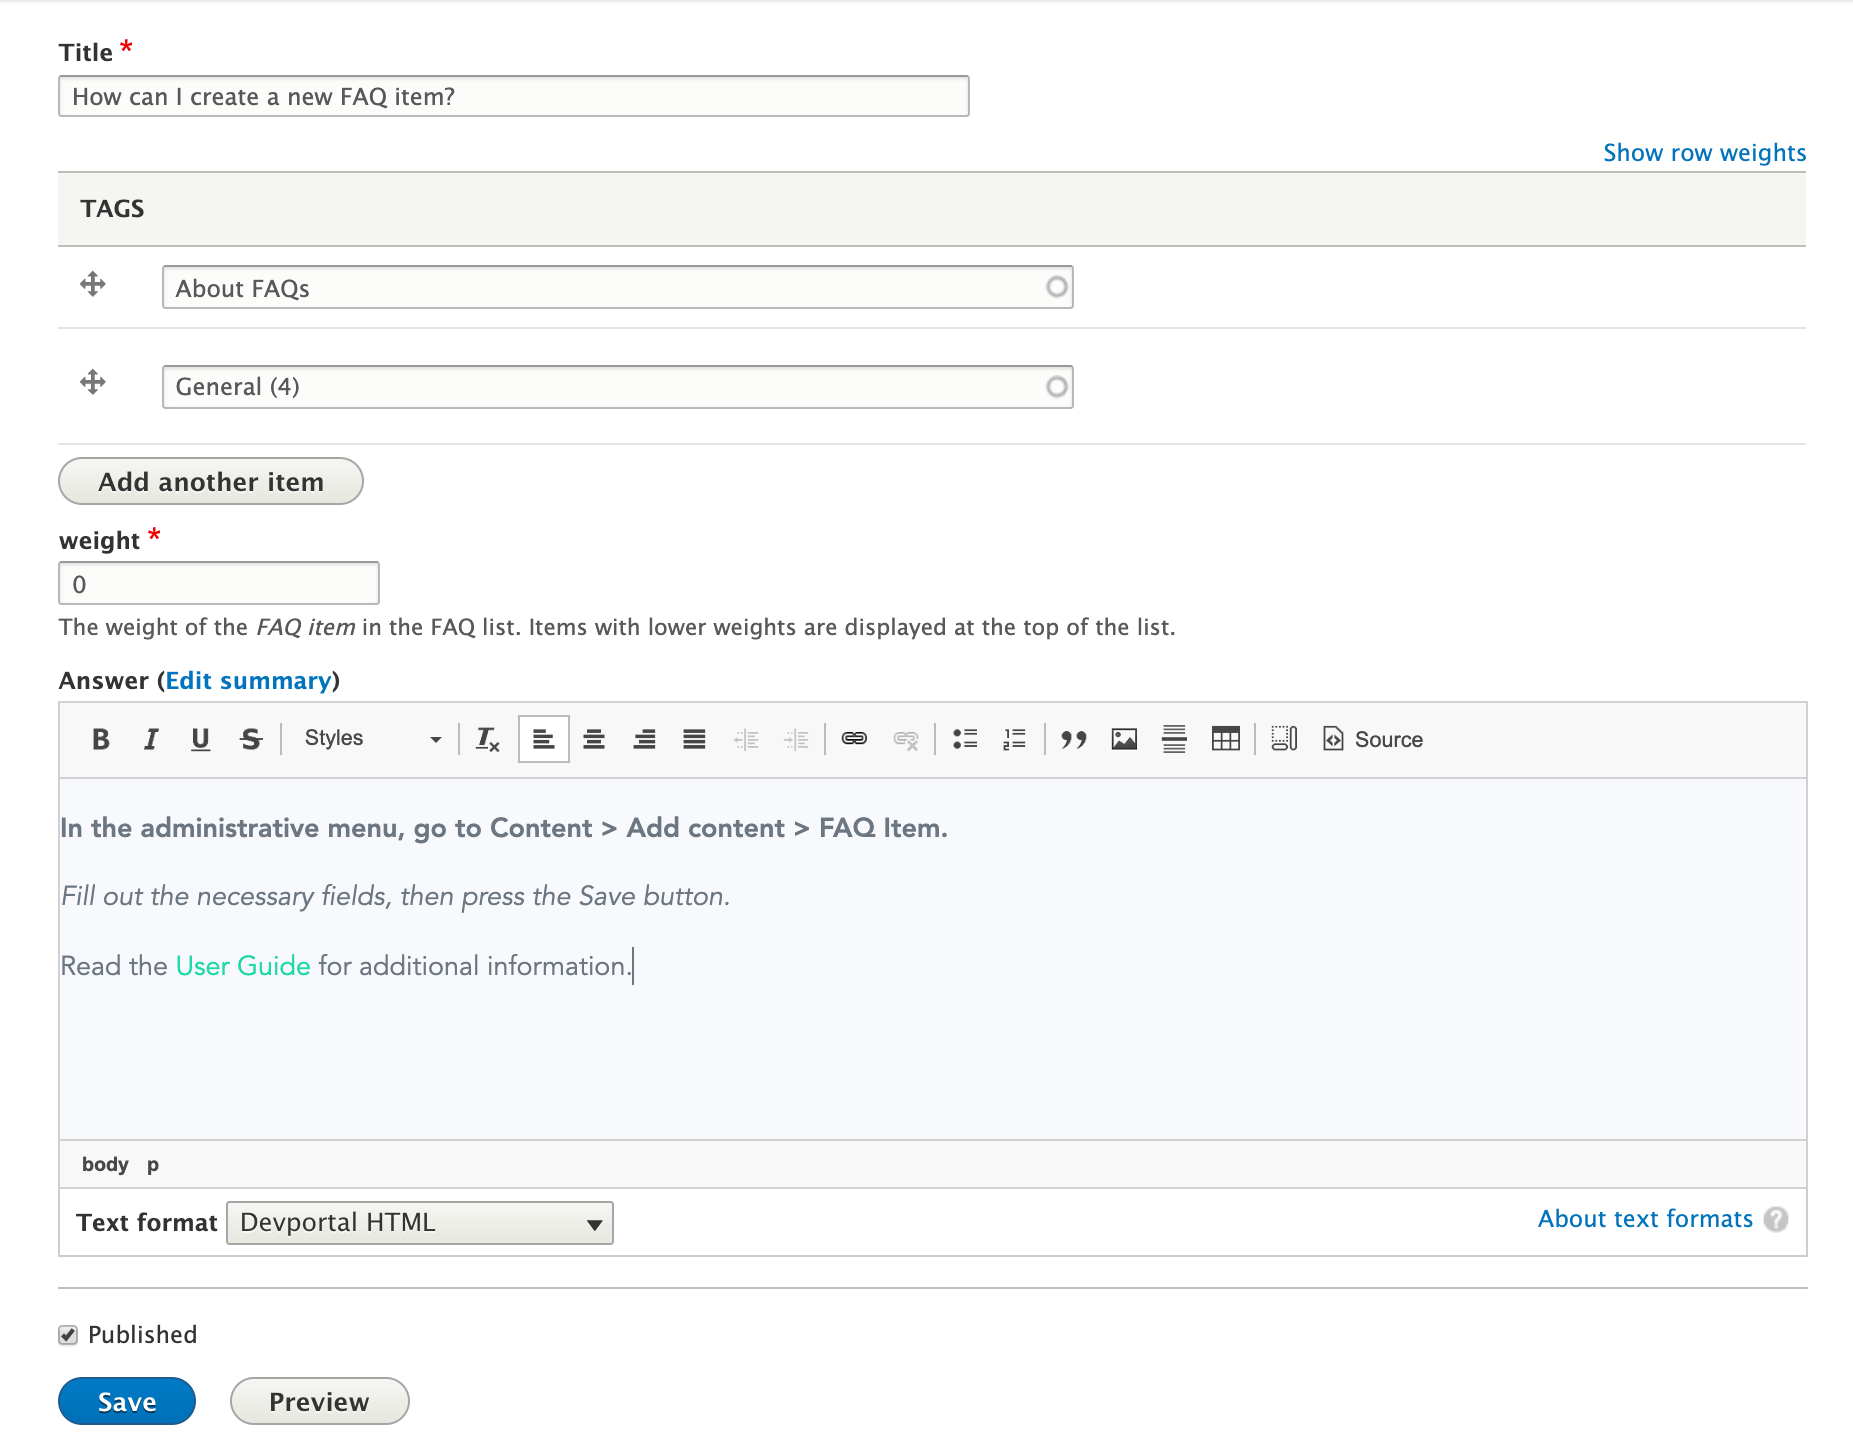 Title *
How can I create a new FAQ item?
Show row weights
TAGS
About FAQs
General (4)
Add another item
weight *
0
The weight of the FAQ item in the FAQ list. Items with lower weights are displayed at the top of the list.
Answer (Edit summary)
B I U S Styles Source
In the administrative menu, go to Content > Add content > FAQ Item.
Fill out the necessary fields, then press the Save button.
Read the User Guide for additional information.
body p
Text format Devportal HTML About text formats ?
Published
Save Preview